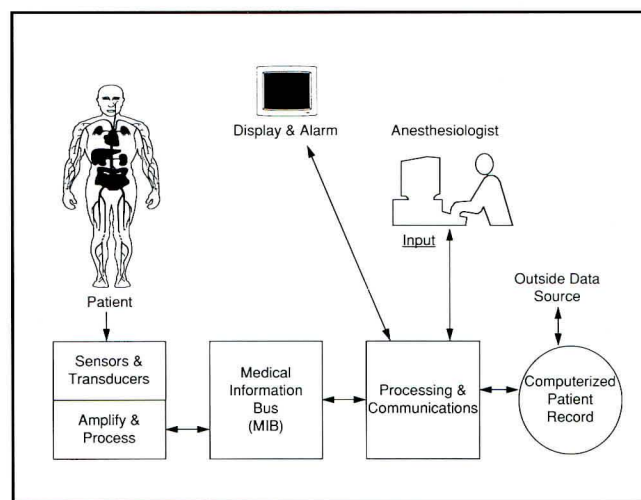 Display & Alarm
Anesthesiologist
Input
Patient
Outside Data
Source
Sensors &
Transducers
Amplify &
Process
Medical
Information
Bus
(MIB)
Processing &
Communications
Computerized
Patient
Record